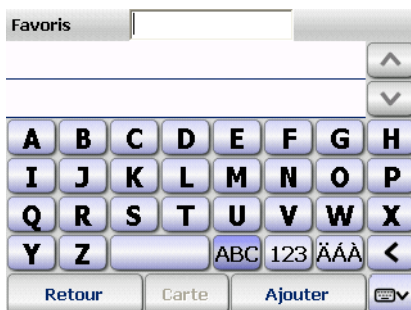 Favoris
A B C D E F G H
I J K L M N O P
Q R S T U V W X
Y Z ABC 123 ÄÁÀ <
Retour Carte Ajouter